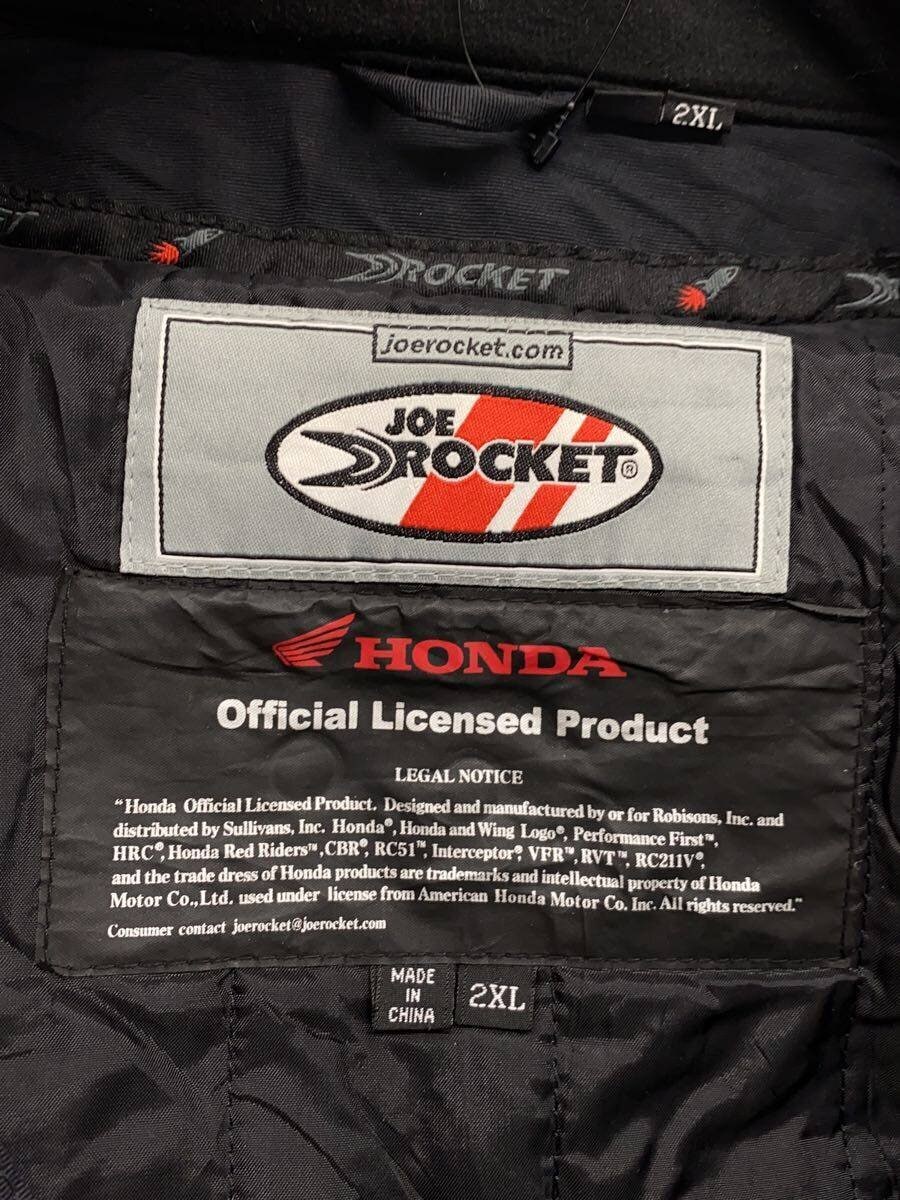 2XL
ROCKET
joerocket.com
JOE
ROCKET®
HONDA
Official Licensed Product
LEGAL NOTICE
“Honda Official Licensed Product. Designed and manufactured by or for Robisons, Inc. and
distributed by Sullivans, Inc. Honda®, Honda and Wing Logo®, Performance First™,
HRC®, Honda Red Riders™, CBR®, RC51™, Interceptor®, VFR™, RVT™, RC211V®,
and the trade dress of Honda products are trademarks and intellectual property of Honda
Motor Co., Ltd. used under license from American Honda Motor Co. Inc. All rights reserved.”
Consumer contact joerocket@joerocket.com
MADE
IN
CHINA
2XL